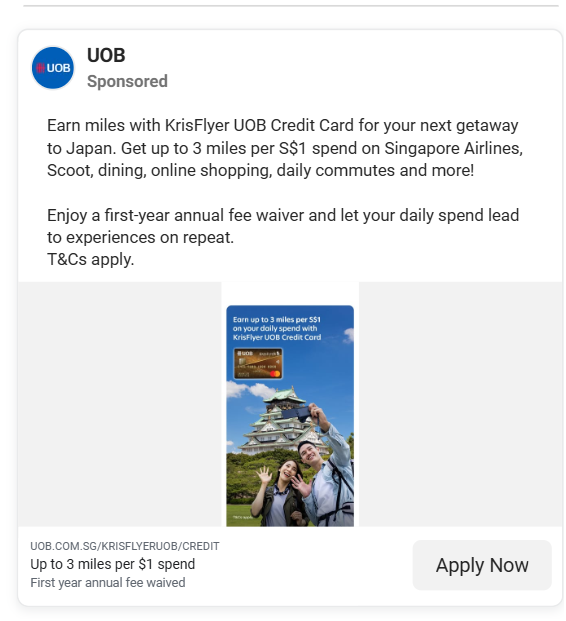 UOB
UOB
Sponsored
Earn miles with KrisFlyer UOB Credit Card for your next getaway
to Japan. Get up to 3 miles per S$1 spend on Singapore Airlines,
Scoot, dining, online shopping, daily commutes and more!
Enjoy a first-year annual fee waiver and let your daily spend lead
to experiences on repeat.
T&Cs apply.
Earn up to 3 miles per S$1
on your daily spend with
KrisFlyer UOB Credit Card
UOB
UOB.COM.SG/KRISFLYERUOB/CREDIT
Up to 3 miles per $1 spend
First year annual fee waived
Apply Now